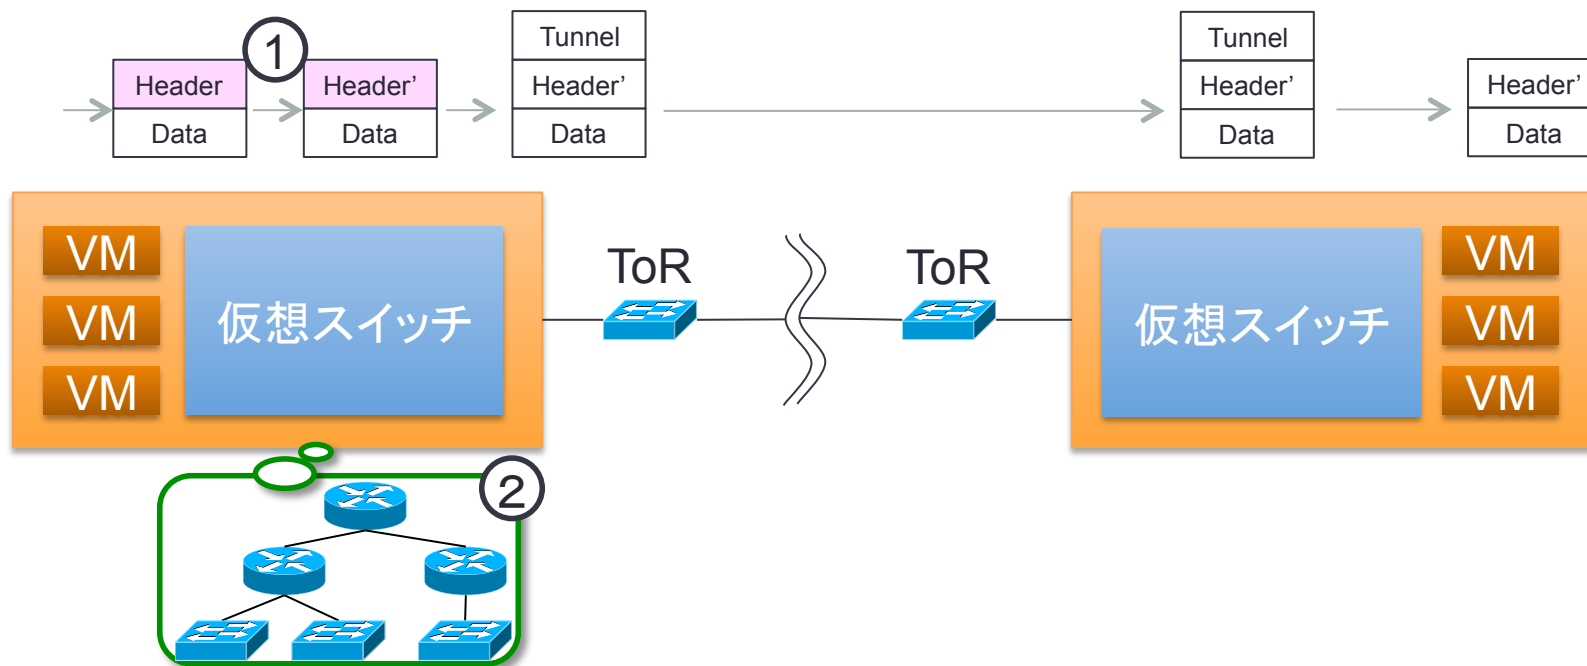 ①
Header
Data
Header’
Data
Tunnel
Header’
Data
Tunnel
Header’
Data
Header’
Data
VM
VM
VM
仮想スイッチ
ToR
ToR
仮想スイッチ
VM
VM
VM
②